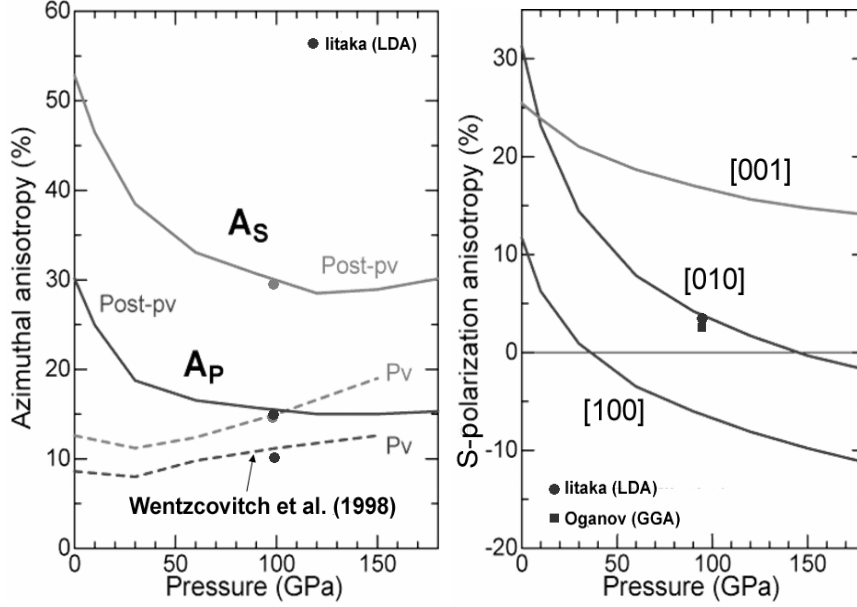 60
50
40
30
20
10
0
Azimuthal anisotropy (%)
Iitaka (LDA)
AS
Post-pv
Post-pv
AP
Pv
Pv
Wentzcovitch et al. (1998)
0 50 100 150
Pressure (GPa)
30
20
10
0
-10
-20
S-polarization anisotropy (%)
[001]
[010]
[100]
Iitaka (LDA)
Oganov (GGA)
0 50 100 150
Pressure (GPa)